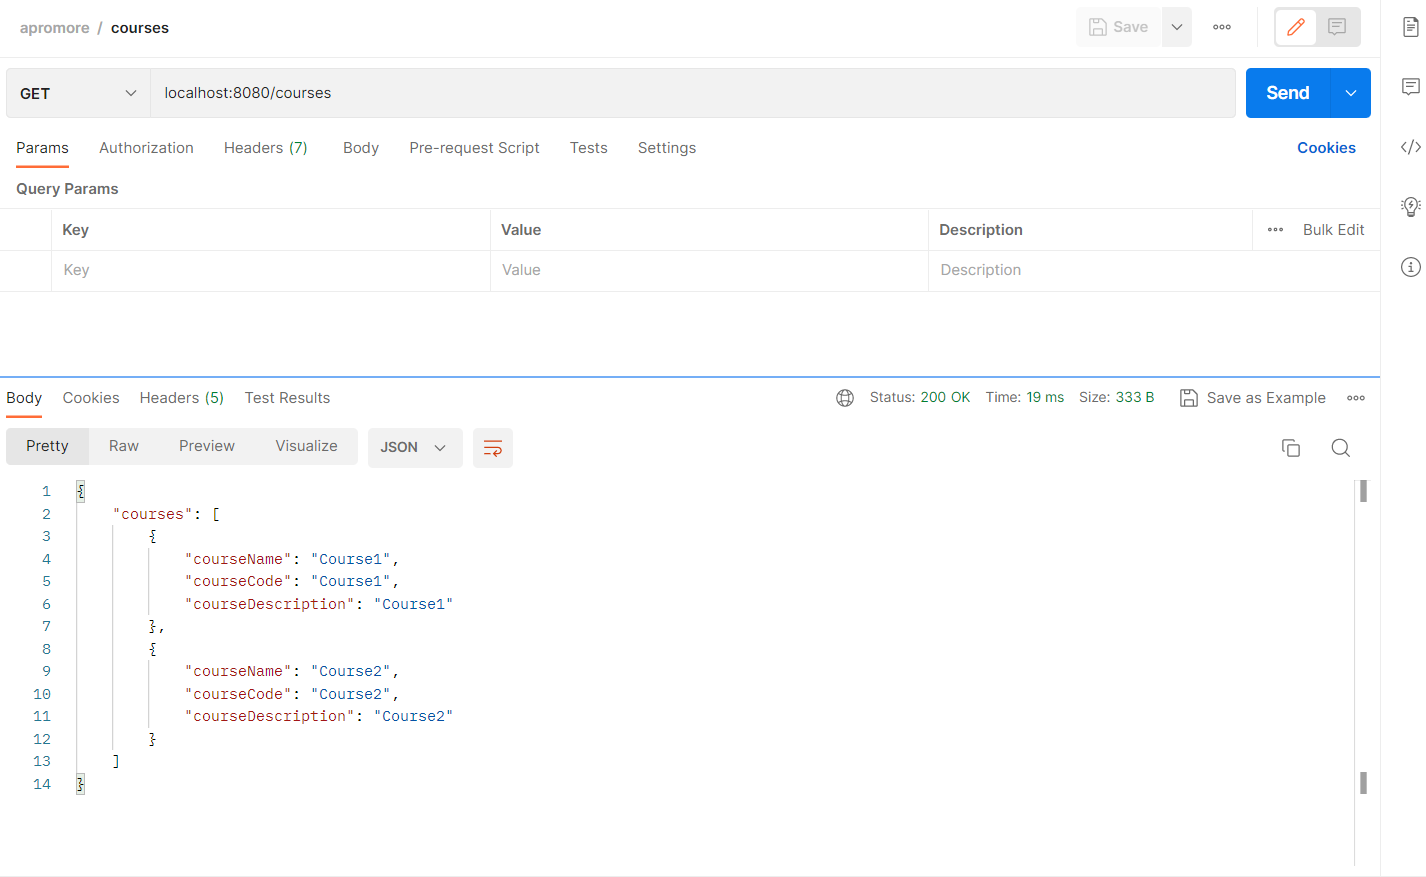 apromore / courses
Save
GET localhost:8080/courses Send
Params Authorization Headers (7) Body Pre-request Script Tests Settings Cookies
Query Params
Key Value Description Bulk Edit
Key Value Description
Body Cookies Headers (5) Test Results Status: 200 OK Time: 19 ms Size: 333 B Save as Example
Pretty Raw Preview Visualize JSON
1 {
2 "courses": [
3 {
4 "courseName": "Course1",
5 "courseCode": "Course1",
6 "courseDescription": "Course1"
7 },
8 {
9 "courseName": "Course2",
10 "courseCode": "Course2",
11 "courseDescription": "Course2"
12 }
13 ]
14 }